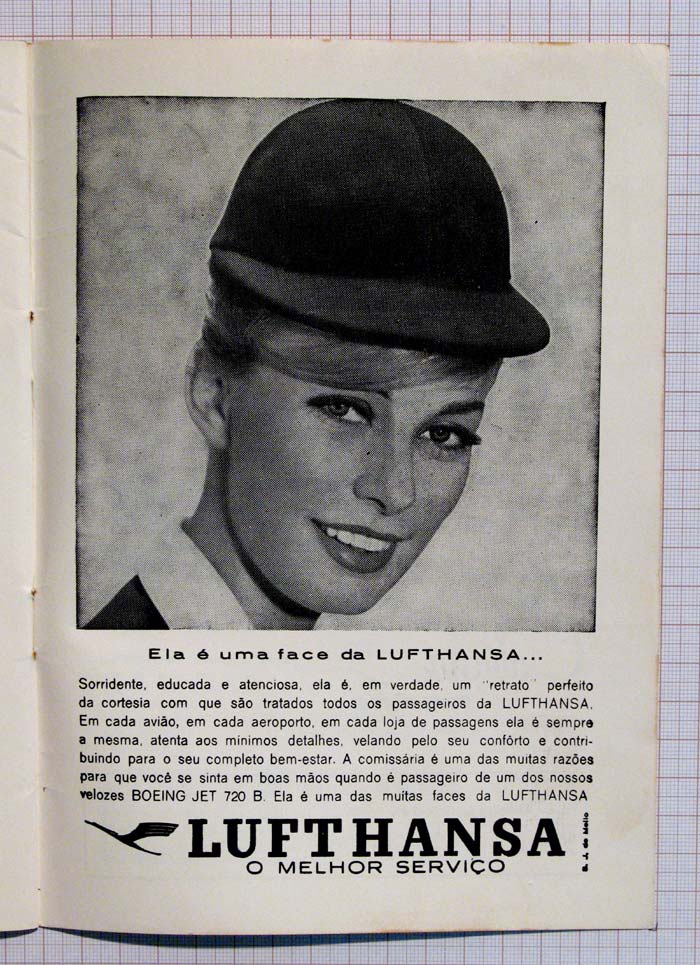 Ela é uma face da LUFTHANSA...
Sorridente, educada e atenciosa, ela é, em verdade, um "retrato" perfeito
da cortesia com que são tratados todos os passageiros da LUFTHANSA.
Em cada avião, em cada aeroporto, em cada loja de passagens ela é sempre
a mesma, atenta aos mínimos detalhes, velando pelo seu confôrto e contri-
buindo para o seu completo bem-estar. A comissária é uma das muitas razões
para que você se sinta em boas mãos quando é passageiro de um dos nossos
velozes BOEING JET 720 B. Ela é uma das muitas faces da LUFTHANSA
LUFTHANSA
O MELHOR SERVIÇO
B. J. de Mello